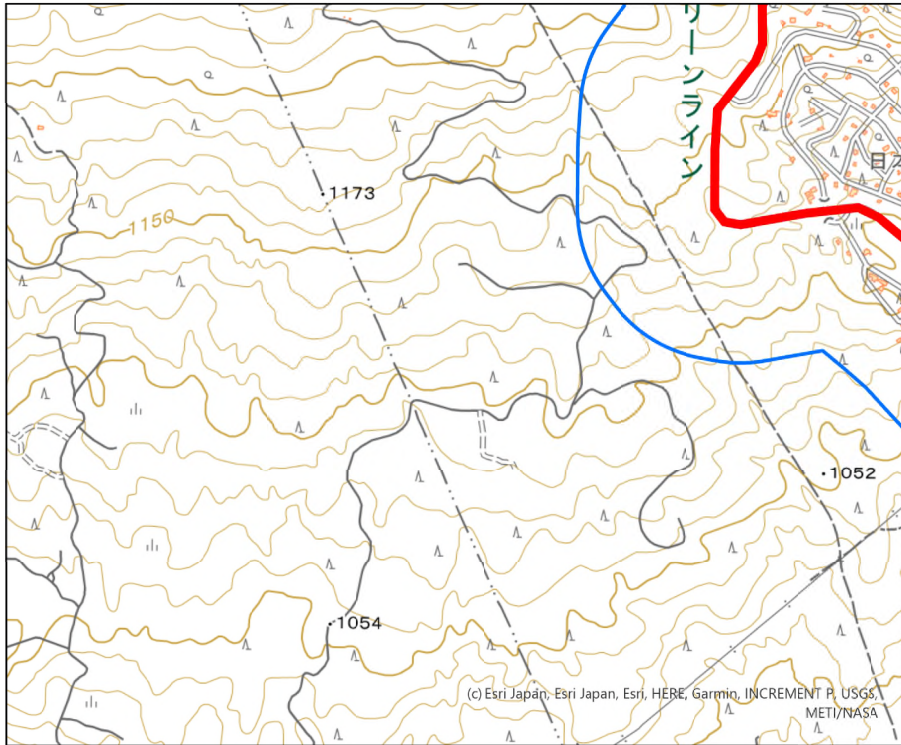 リーンライン
日
1173
1150
1052
1054
(c) Esri Japan, Esri Japan, Esri, HERE, Garmin, INCREMENT P, USGS,
METI/NASA